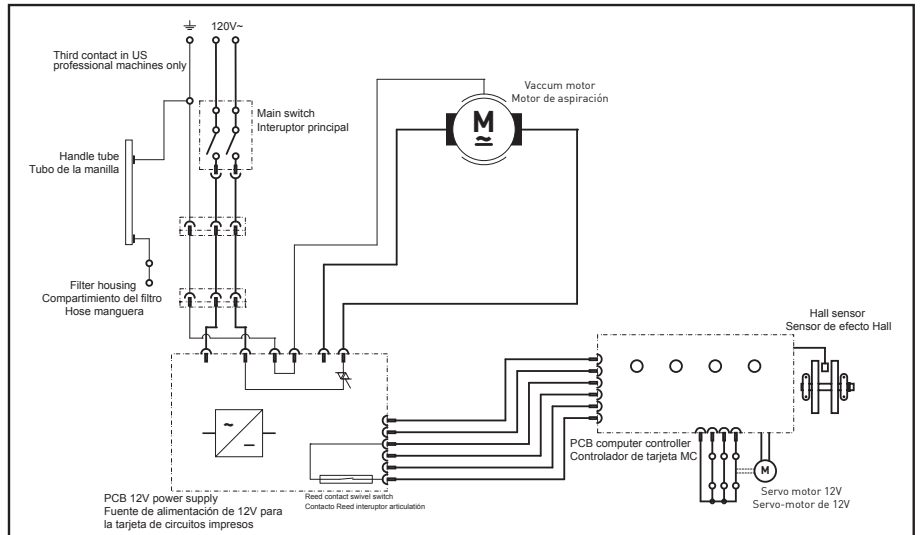 120V~
Third contact in US
professional machines only
Vaccum motor
Motor de aspiración
M
Main switch
Interuptor principal
Handle tube
Tubo de la manilla
Filter housing
Compartimiento del filtro
Hose manguera
Hall sensor
Sensor de efecto Hall
PCB computer controller
Controlador de tarjeta MC
M
Servo motor 12V
Servo-motor de 12V
Reed contact swivel switch
Contacto Reed interruptor articulatión
PCB 12V power supply
Fuente de alimentación de 12V para
la tarjeta de circuitos impresos